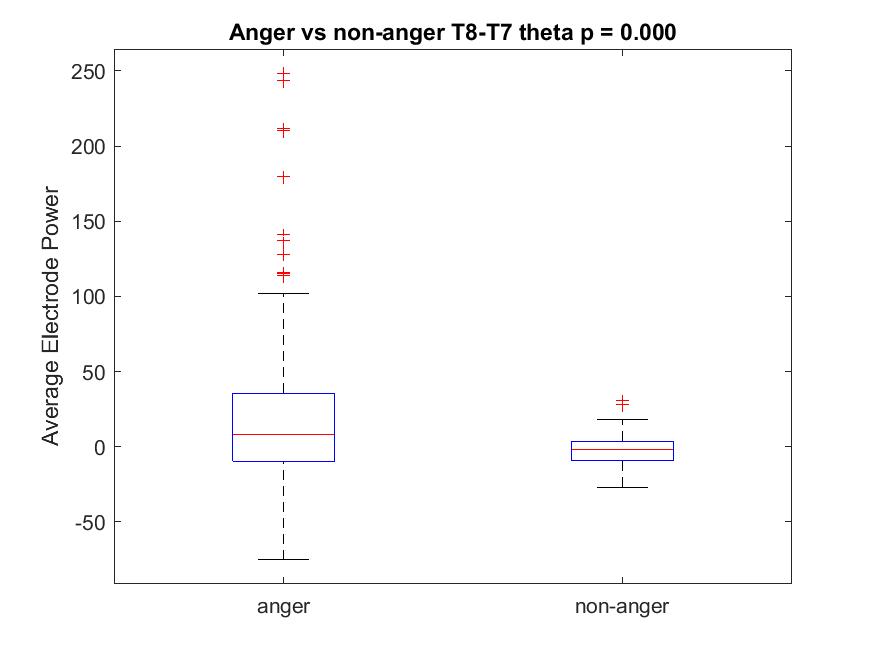 Anger vs non-anger T8-T7 theta p = 0.000
Average Electrode Power
250
200
150
100
50
0
-50
anger
non-anger